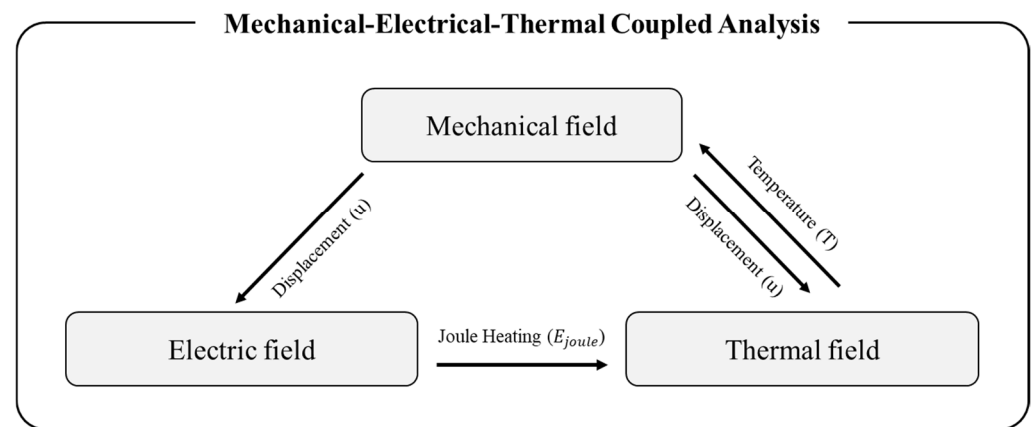 Mechanical-Electrical-Thermal Coupled Analysis
Mechanical field
Displacement (u)
Displacement (u)
Temperature (T)
Electric field
Joule Heating (E_joule)
Thermal field